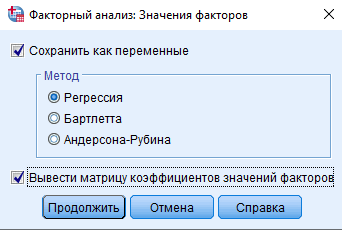 Факторный анализ: Значения факторов
Сохранить как переменные
Метод
Регрессия
Бартлетта
Андерсона-Рубина
Вывести матрицу коэффициентов значений факторов
Продолжить
Отмена
Справка